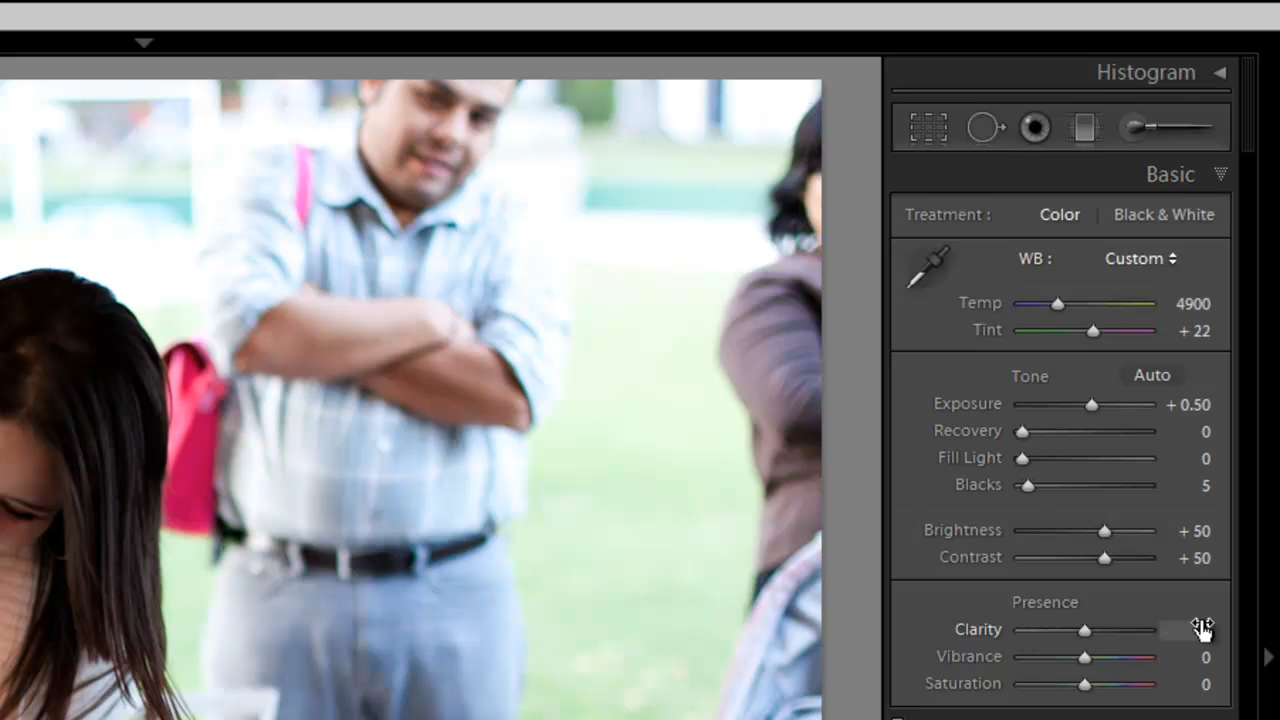 Histogram
Basic
Treatment : Color | Black & White
WB : Custom
Temp 4900
Tint + 22
Tone Auto
Exposure + 0.50
Recovery 0
Fill Light 0
Blacks 5
Brightness + 50
Contrast + 50
Presence
Clarity
Vibrance 0
Saturation 0